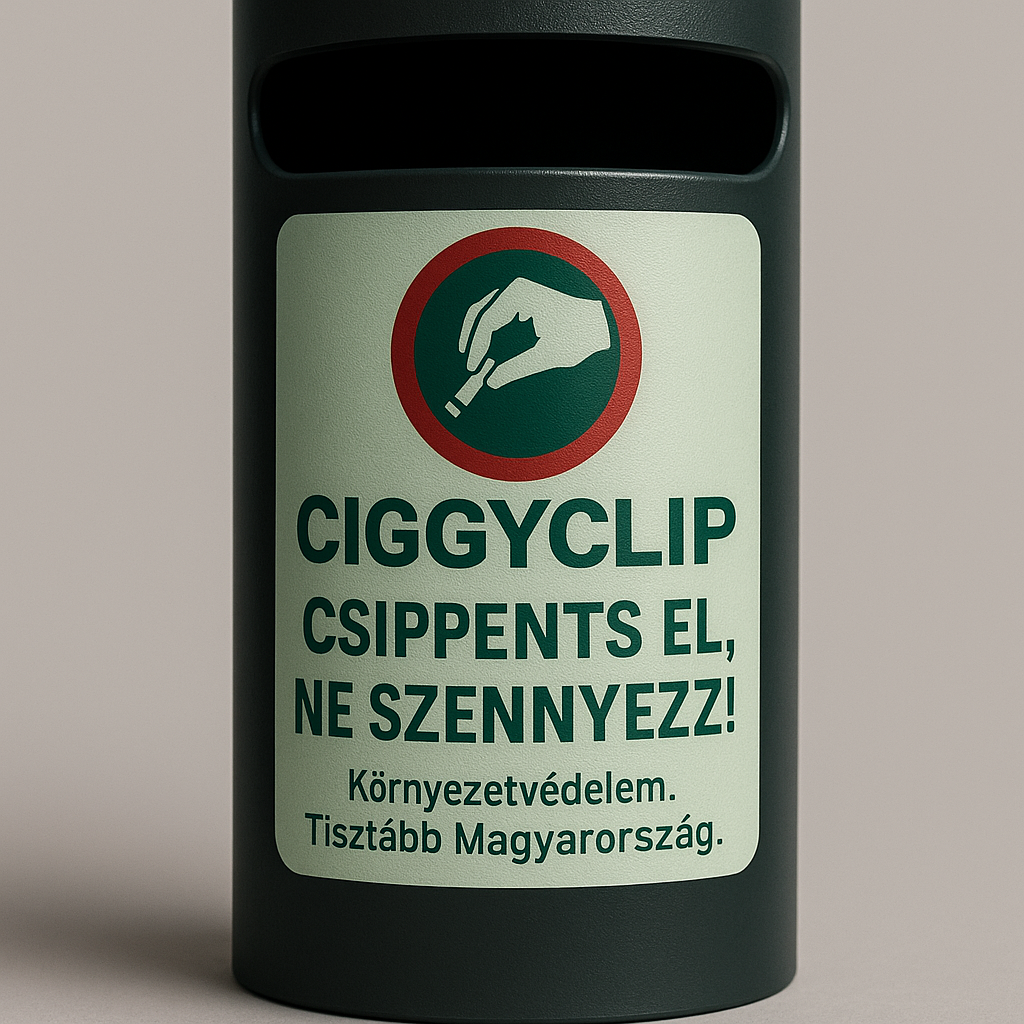 CIGGYCLIP
CSIPPENTS EL,
NE SZENNYEZZ!
Környezetvédelem.
Tisztább Magyarország.